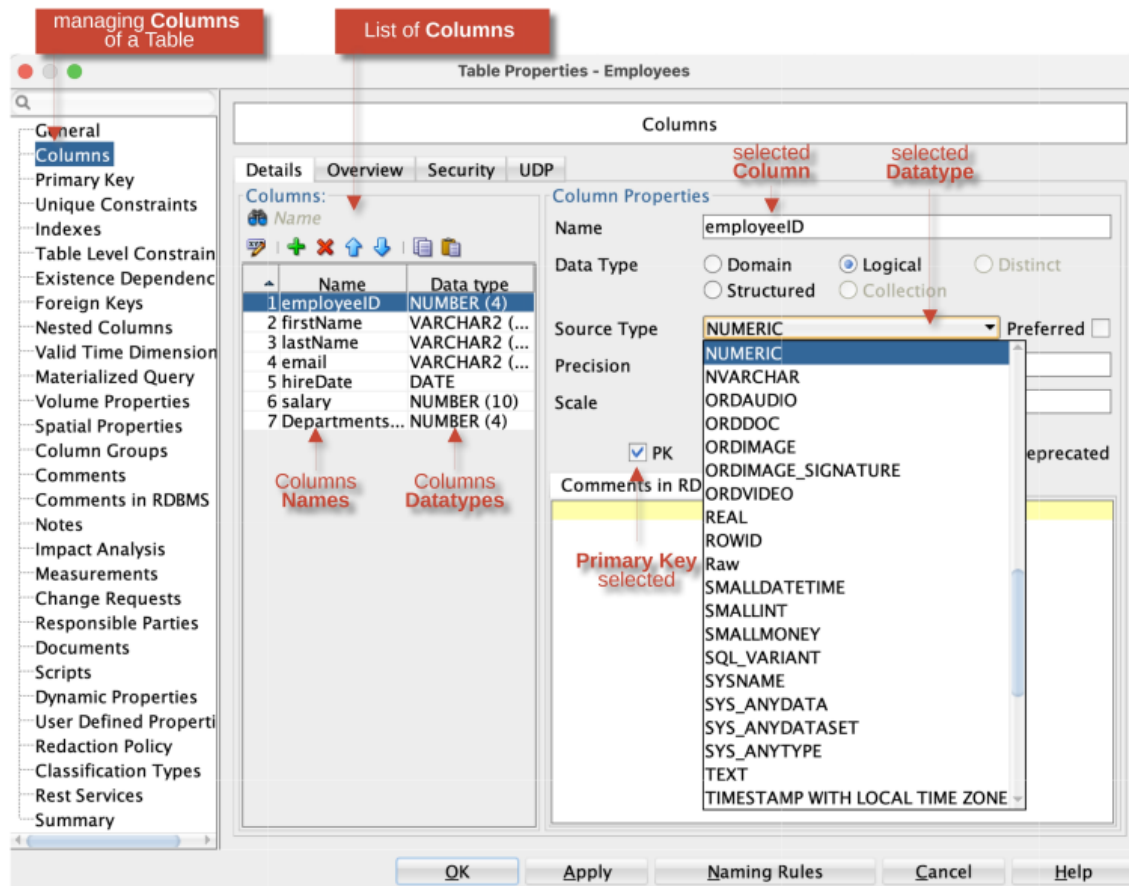 managing Columns
of a Table
List of Columns
Table Properties - Employees
General
Columns
Primary Key
Unique Constraints
Indexes
Table Level Constrain
Existence Dependenc
Foreign Keys
Nested Columns
Valid Time Dimension
Materialized Query
Volume Properties
Spatial Properties
Column Groups
Comments
Comments in RDBMS
Notes
Impact Analysis
Measurements
Change Requests
Responsible Parties
Documents
Scripts
Dynamic Properties
User Defined Properti
Redaction Policy
Classification Types
Rest Services
Summary
Columns
Details Overview Security UDP
selected
Column
selected
Datatype
Columns:
Name
Name Data type
1 employeeID NUMBER (4)
2 firstName VARCHAR2 (...
3 lastName VARCHAR2 (...
4 email VARCHAR2 (...
5 hireDate DATE
6 salary NUMBER (10)
7 Departments... NUMBER (4)
Columns
Names
Columns
Datatypes
Column Properties
Name employeeID
Data Type Domain Logical Distinct
Structured Collection
Source Type NUMERIC Preferred
Precision
Scale
PK eprecated
Comments in RD
Primary Key
selected
NUMERIC
NVARCHAR
ORDAUDIO
ORDDOC
ORDIMAGE
ORDIMAGE_SIGNATURE
ORDVIDEO
REAL
ROWID
Raw
SMALLDATETIME
SMALLINT
SMALLMONEY
SQL_VARIANT
SYSNAME
SYS_ANYDATA
SYS_ANYDATASET
SYS_ANYTYPE
TEXT
TIMESTAMP WITH LOCAL TIME ZONE
OK Apply Naming Rules Cancel Help